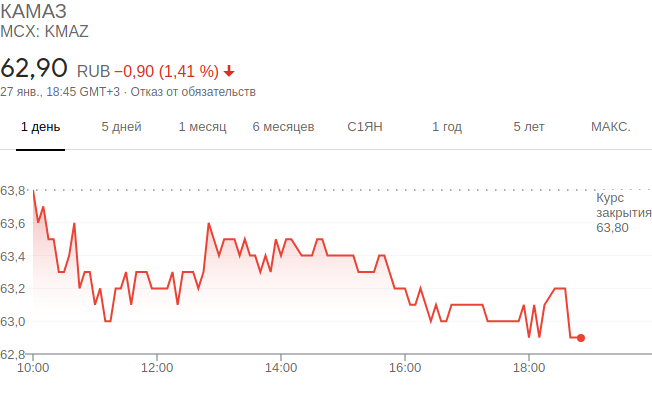 КАМАЗ
MCX: KMAZ
62,90 RUB −0,90 (1,41 %)
27 янв., 18:45 GMT+3 · Отказ от обязательств
1 день 5 дней 1 месяц 6 месяцев С1ЯН 1 год 5 лет МАКС.
63,8
Курс
закрытия
63,80
63,6
63,4
63,2
63,0
62,8
10:00 12:00 14:00 16:00 18:00